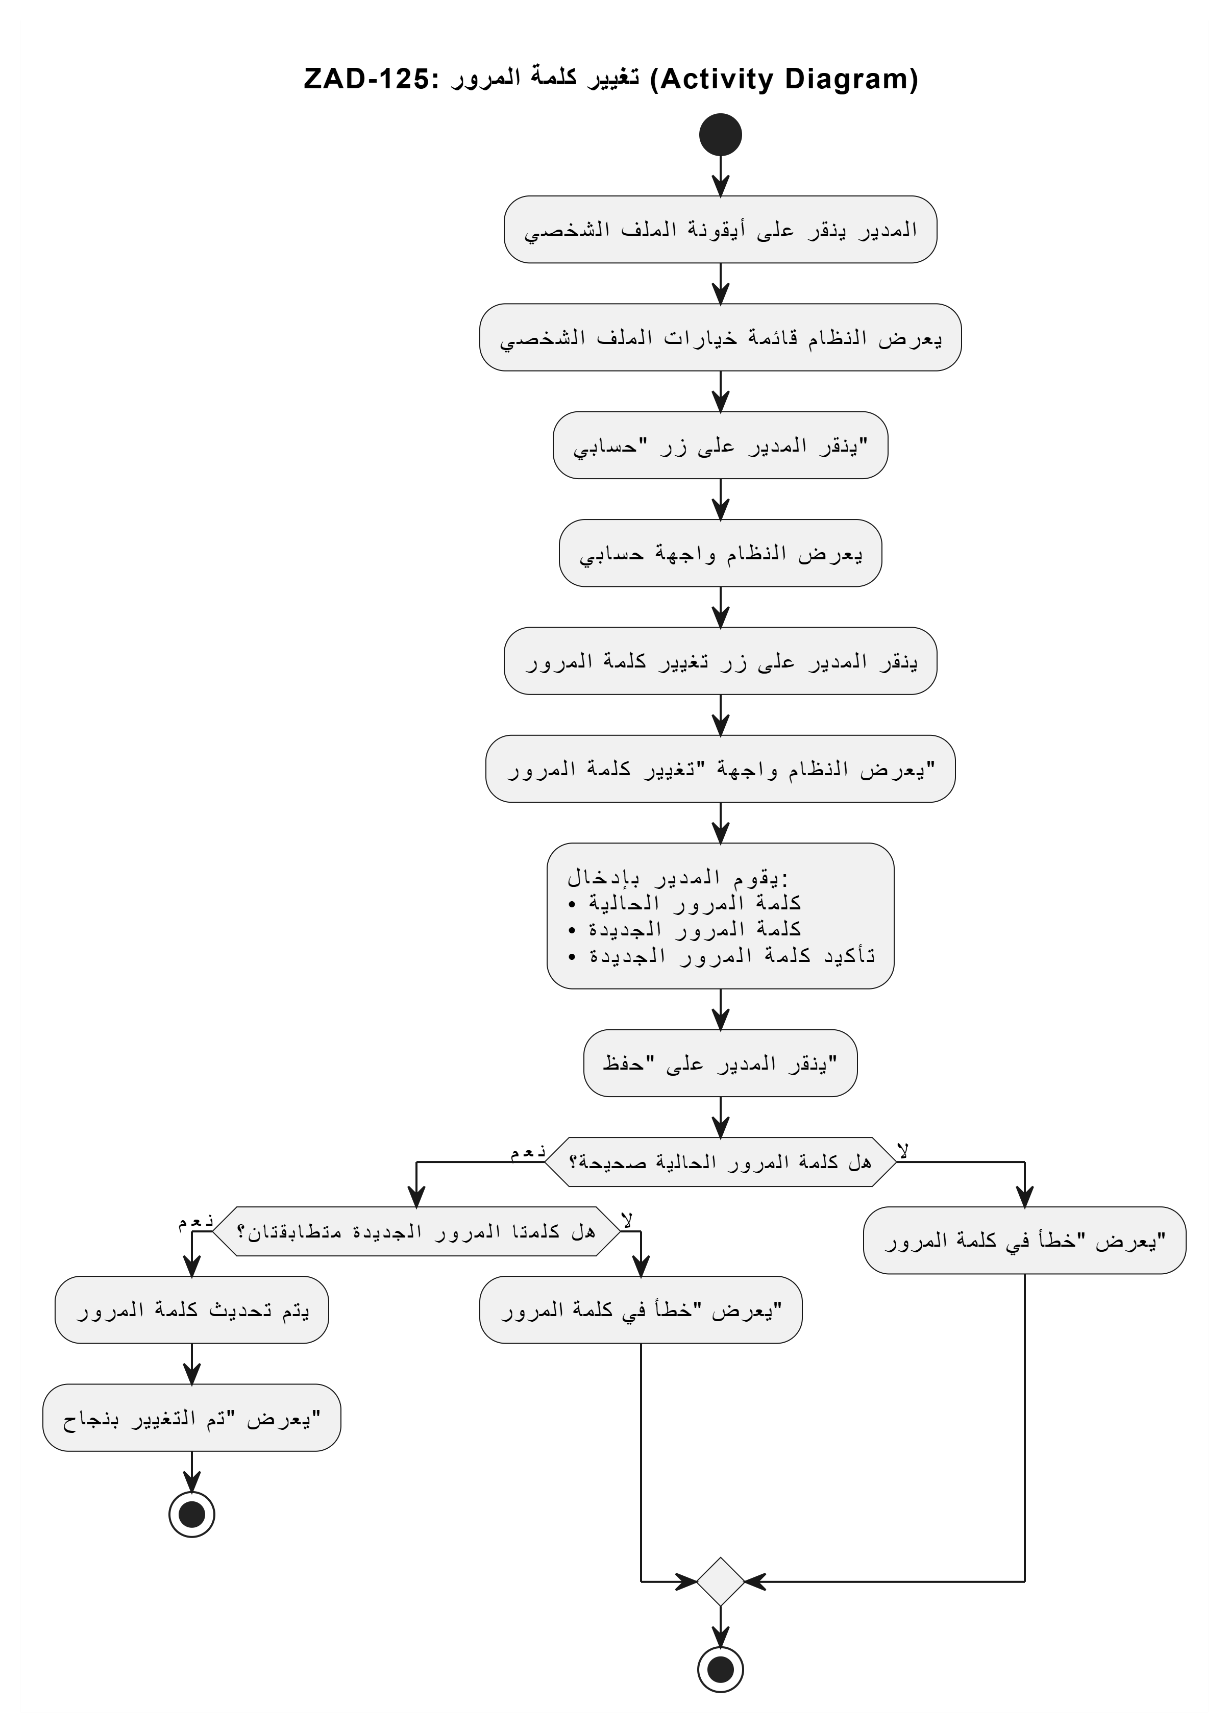 ZAD-125: تغيير كلمة المرور (Activity Diagram)
المدير ينقر على أيقونة الملف الشخصي
يعرض النظام قائمة خيارات الملف الشخصي
ينقر المدير على زر "حسابي"
يعرض النظام واجهة حسابي
ينقر المدير على زر تغيير كلمة المرور
يعرض النظام واجهة "تغيير كلمة المرور"
يقوم المدير بإدخال:
• كلمة المرور الحالية
• كلمة المرور الجديدة
• تأكيد كلمة المرور الجديدة
ينقر المدير على "حفظ"
نعم
هل كلمة المرور الحالية صحيحة؟
لا
نعم
هل كلمتا المرور الجديدة متطابقتان؟
لا
يعرض "خطأ في كلمة المرور"
يتم تحديث كلمة المرور
يعرض "خطأ في كلمة المرور"
يعرض "تم التغيير بنجاح"